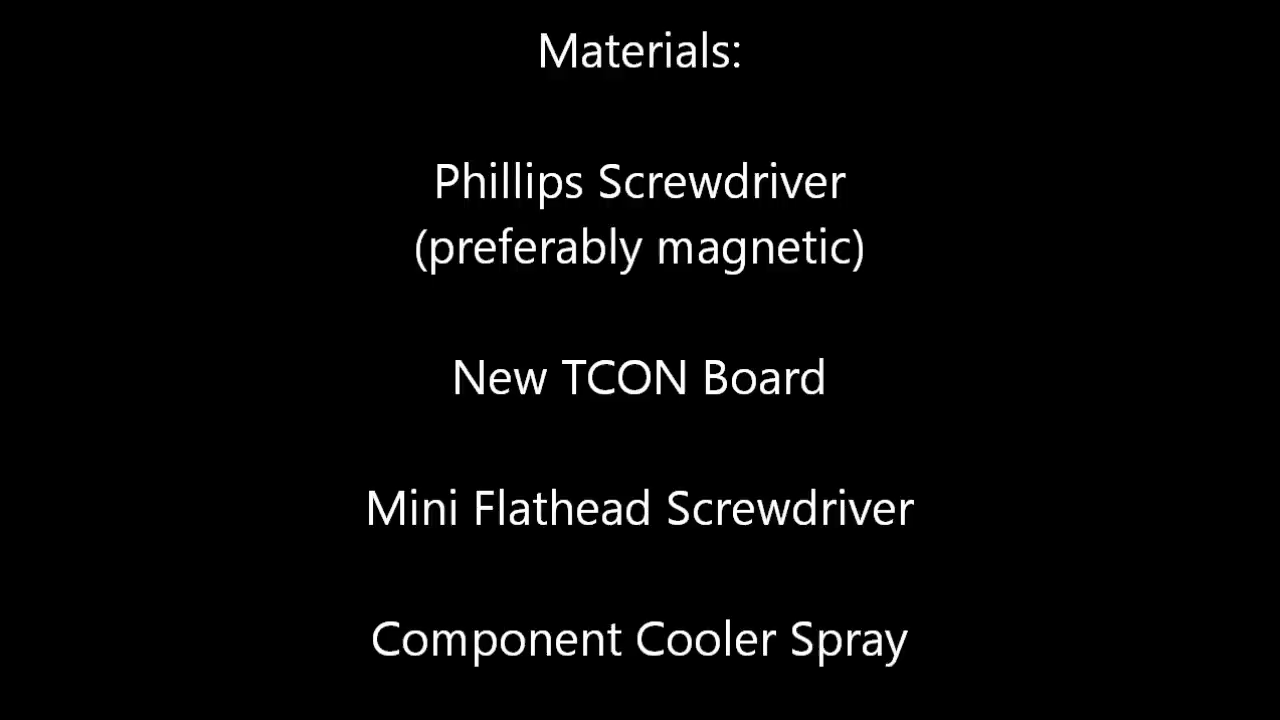 Materials:
Phillips Screwdriver
(preferably magnetic)
New TCON Board
Mini Flathead Screwdriver
Component Cooler Spray